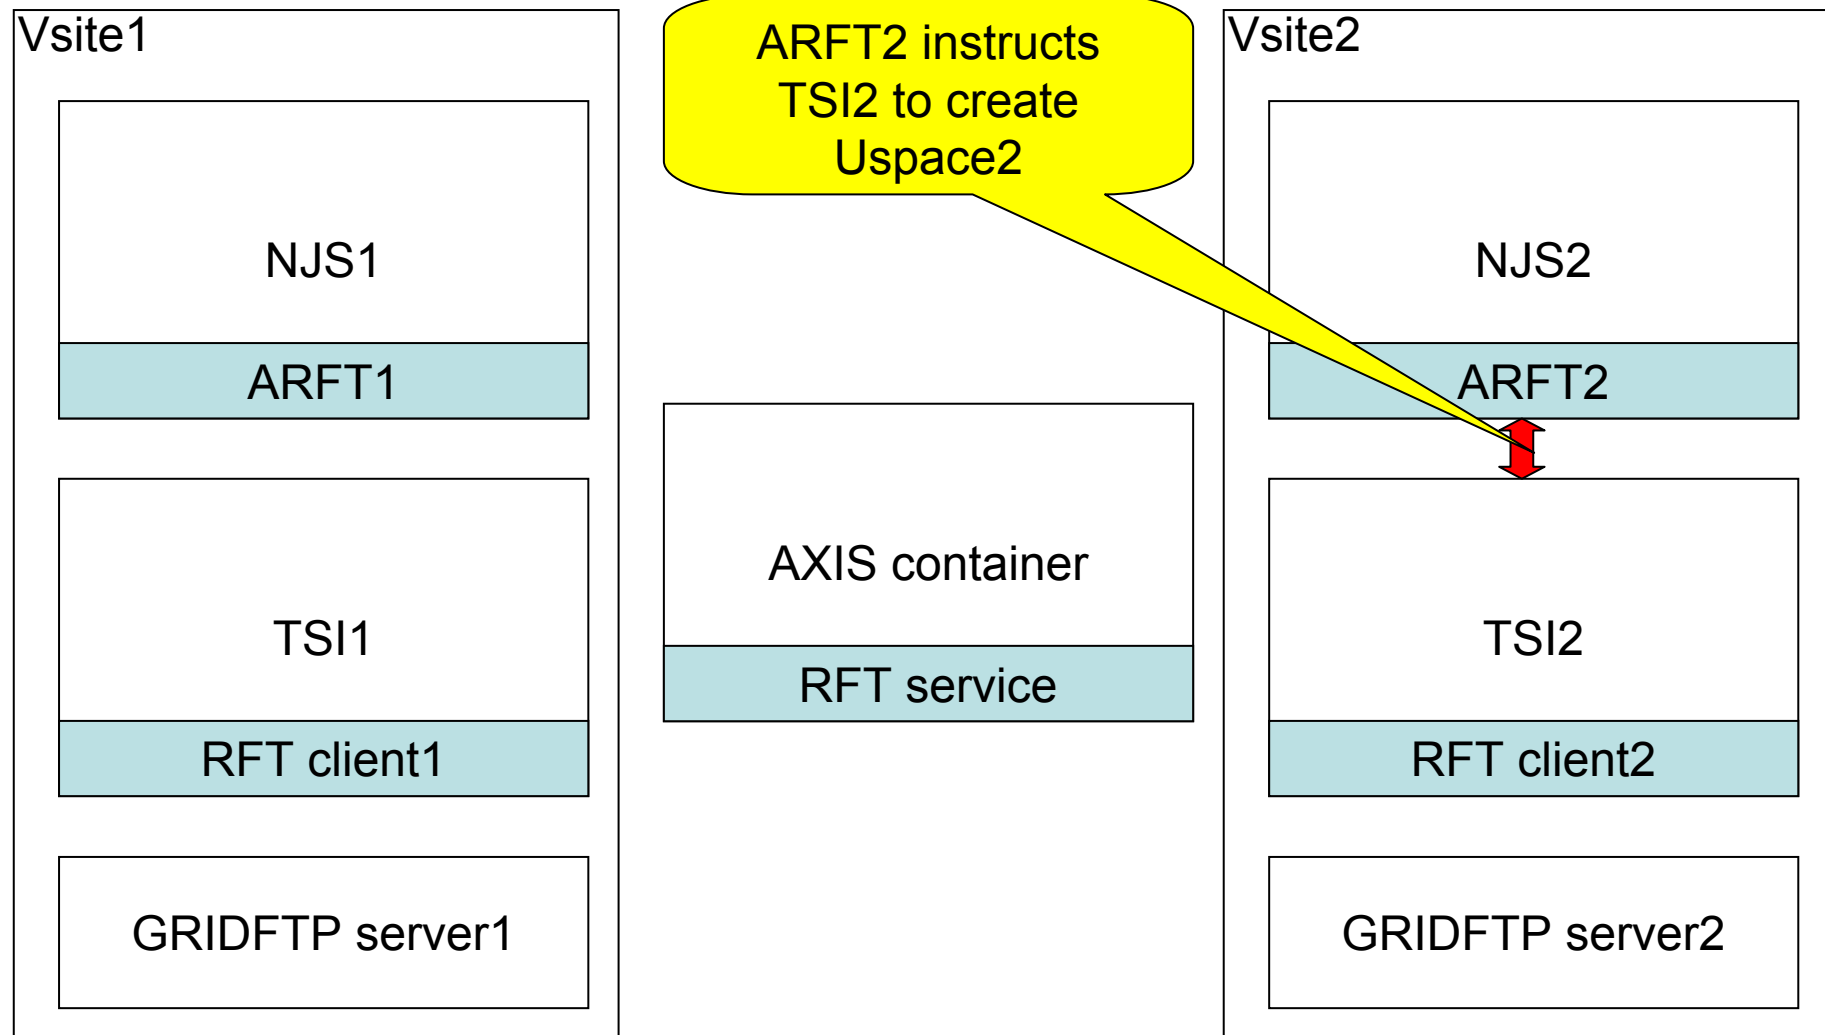 Vsite1
NJS1
ARFT1
TSI1
RFT client1
GRIDFTP server1
ARFT2 instructs
TSI2 to create
Uspace2
AXIS container
RFT service
Vsite2
NJS2
ARFT2
TSI2
RFT client2
GRIDFTP server2